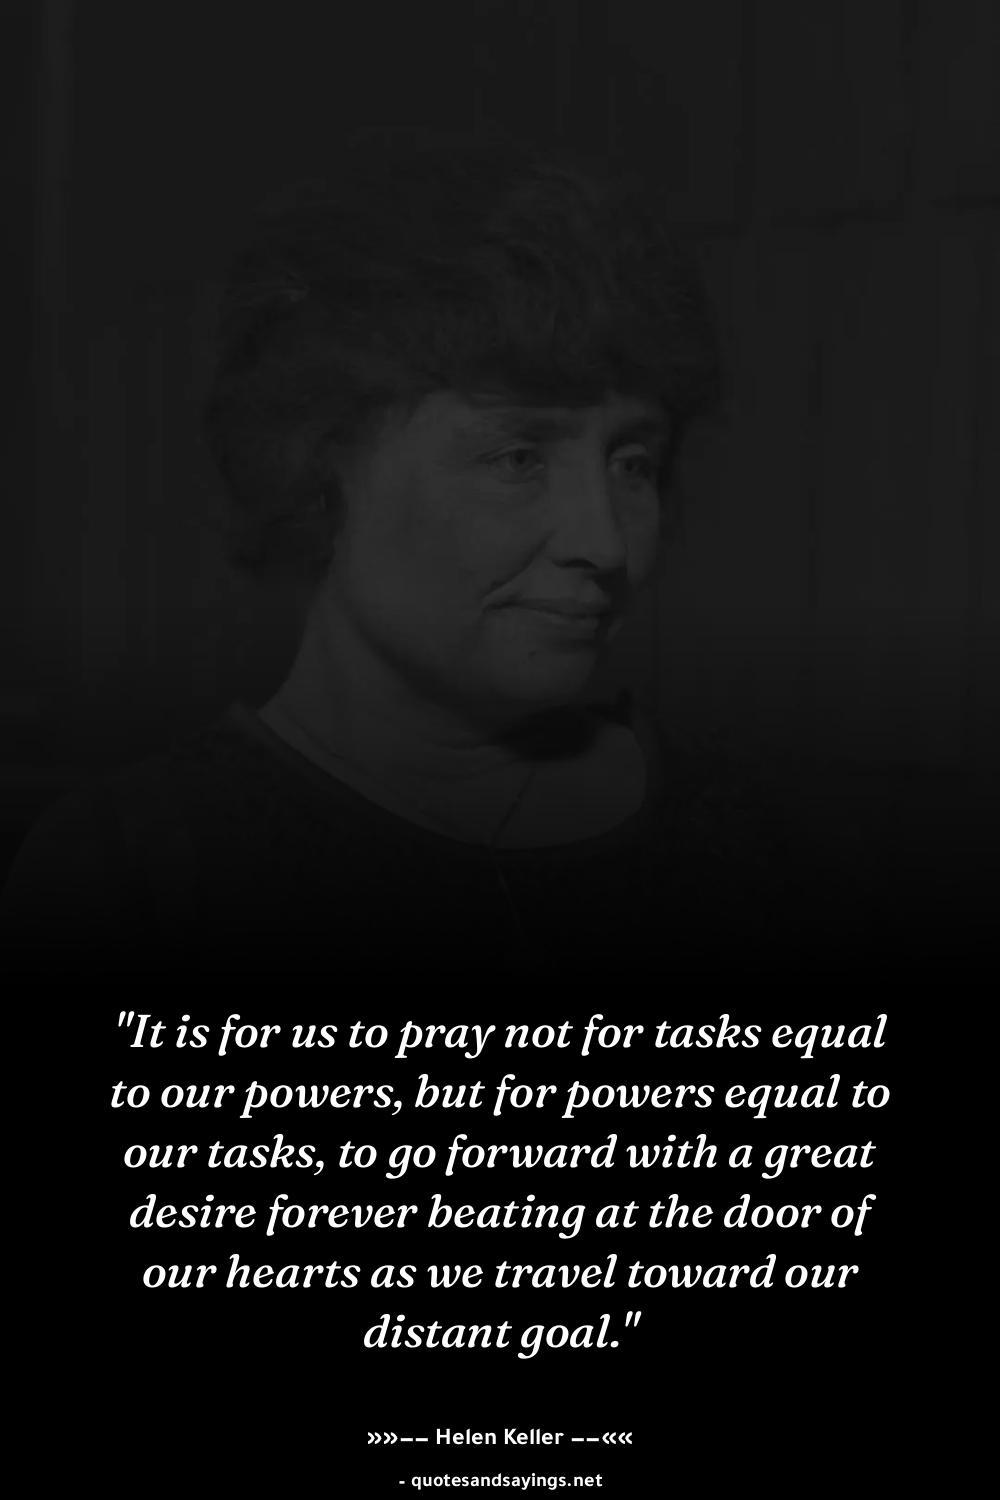 "It is for us to pray not for tasks equal
to our powers, but for powers equal to
our tasks, to go forward with a great
desire forever beating at the door of
our hearts as we travel toward our
distant goal."
»»–– Helen Keller ––««
- quotesandsayings.net